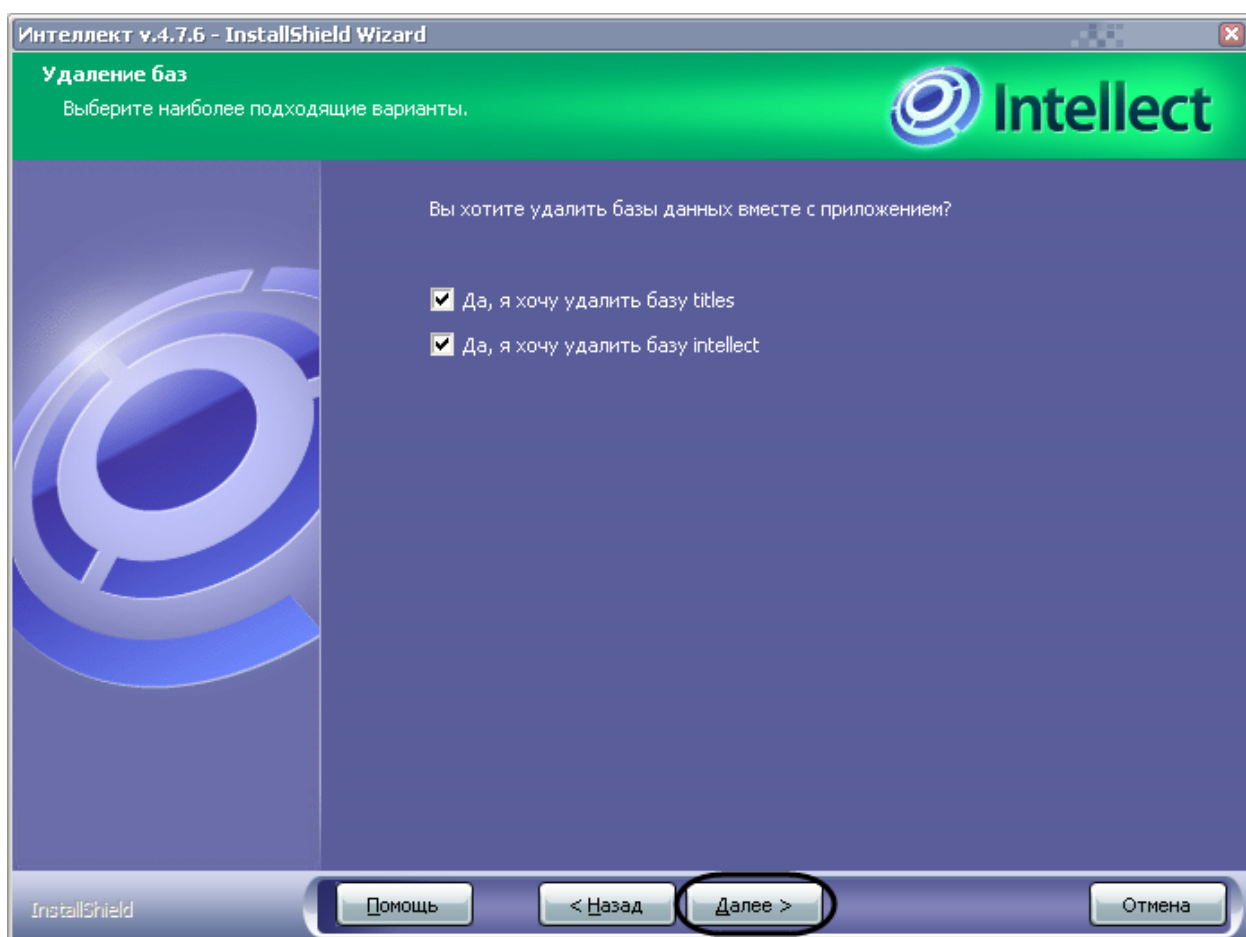 Интеллект v.4.7.6 - InstallShield Wizard
Удаление баз
Выберите наиболее подходящие варианты.
Intellect
Вы хотите удалить базы данных вместе с приложением?
Да, я хочу удалить базу titles
Да, я хочу удалить базу intellect
InstallShield
Помощь
< Назад
Далее >
Отмена